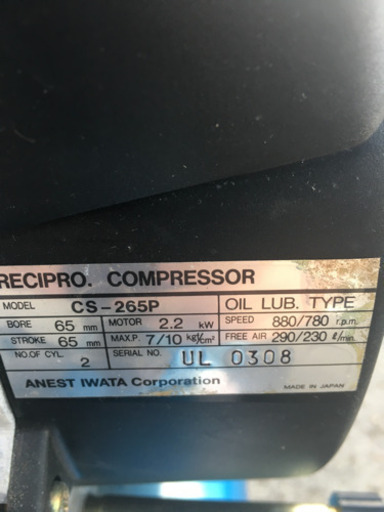 RECIPRO. COMPRESSOR
MODEL CS-265P OIL LUB. TYPE
BORE 65 mm MOTOR 2.2 kW SPEED 880/780 r.p.m.
STROKE 65 mm MAX.P. 7/10 kg/cm² FREE AIR 290/230 ℓ/min.
NO.OF CYL. 2 SERIAL NO. UL 0308
ANEST IWATA Corporation MADE IN JAPAN